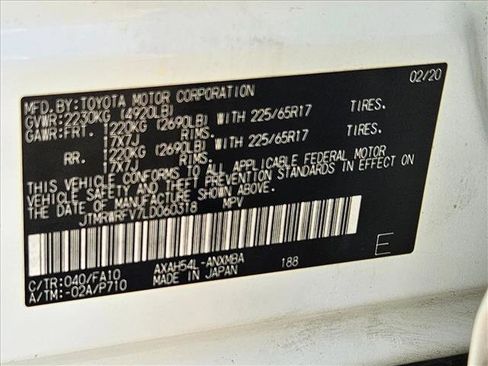 MFD. BY: TOYOTA MOTOR CORPORATION 02/20
GVWR: 2230KG (4920LB)
GAWR: FRT. 1220KG (2690LB) WITH 225/65R17 TIRES.
17X7J RIMS.
RR. 1220KG (2690LB) WITH 225/65R17 TIRES.
17X7J RIMS.
THIS VEHICLE CONFORMS TO ALL APPLICABLE FEDERAL MOTOR
VEHICLE SAFETY AND THEFT PREVENTION STANDARDS IN EFFECT ON
THE DATE OF MANUFACTURE SHOWN ABOVE.
JTMRWRFV7LD060318 MPV
C/TR: 040/FA10 AXAH54L-ANXMBA 188 E
A/TM: -02A/P710 MADE IN JAPAN